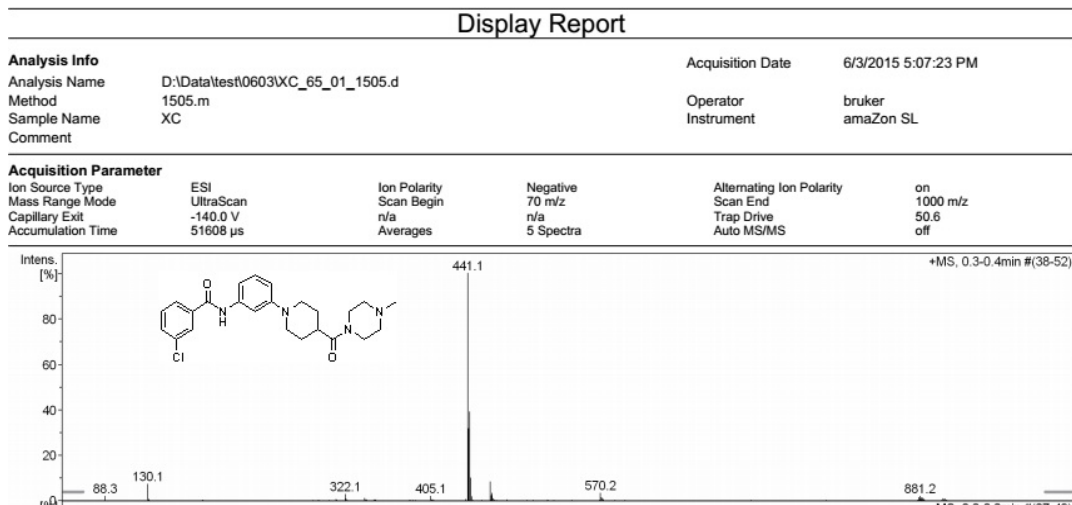 Display Report
Analysis Info
Acquisition Date 6/3/2015 5:07:23 PM
Analysis Name D:\Data\test\0603\XC_65_01_1505.d
Method 1505.m Operator bruker
Sample Name XC Instrument amaZon SL
Comment
Acquisition Parameter
Ion Source Type ESI Ion Polarity Negative Alternating Ion Polarity on
Mass Range Mode UltraScan Scan Begin 70 m/z Scan End 1000 m/z
Capillary Exit -140.0 V n/a n/a Trap Drive 50.6
Accumulation Time 51608 µs Averages 5 Spectra Auto MS/MS off
Intens.
[%]
+MS, 0.3-0.4min #(38-52)
441.1
80
60
40
20
0
O
N
H
Cl
N
N
N
O
88.3
130.1
322.1
405.1
570.2
881.2